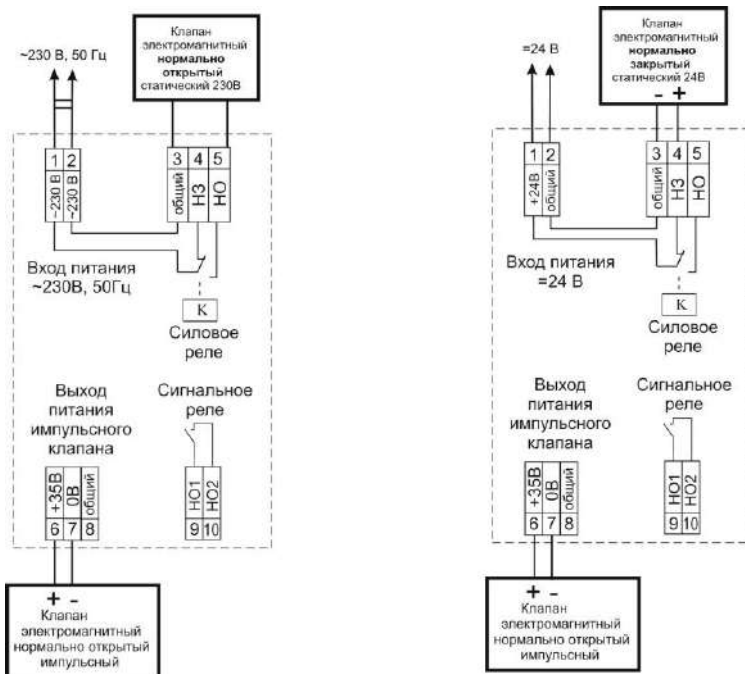 ~230 В, 50 Гц
Клапан
электромагнитный
нормально
открытый
статический 230В
1 2
~230 В
~230 В
3 4 5
общий
НЗ
НО
Вход питания
~230В, 50Гц
К
Силовое
реле
Выход
питания
импульсного
клапана
Сигнальное
реле
+35В
0В
общий
6 7 8
НО1
НО2
9 10
+ -
Клапан
электромагнитный
нормально открытый
импульсный
=24 В
Клапан
электромагнитный
нормально
закрытый
статический 24В
- +
1 2
+24В
общий
3 4 5
общий
НЗ
НО
Вход питания
=24 В
К
Силовое
реле
Выход
питания
импульсного
клапана
Сигнальное
реле
+35В
0В
общий
6 7 8
НО1
НО2
9 10
+ -
Клапан
электромагнитный
нормально открытый
импульсный